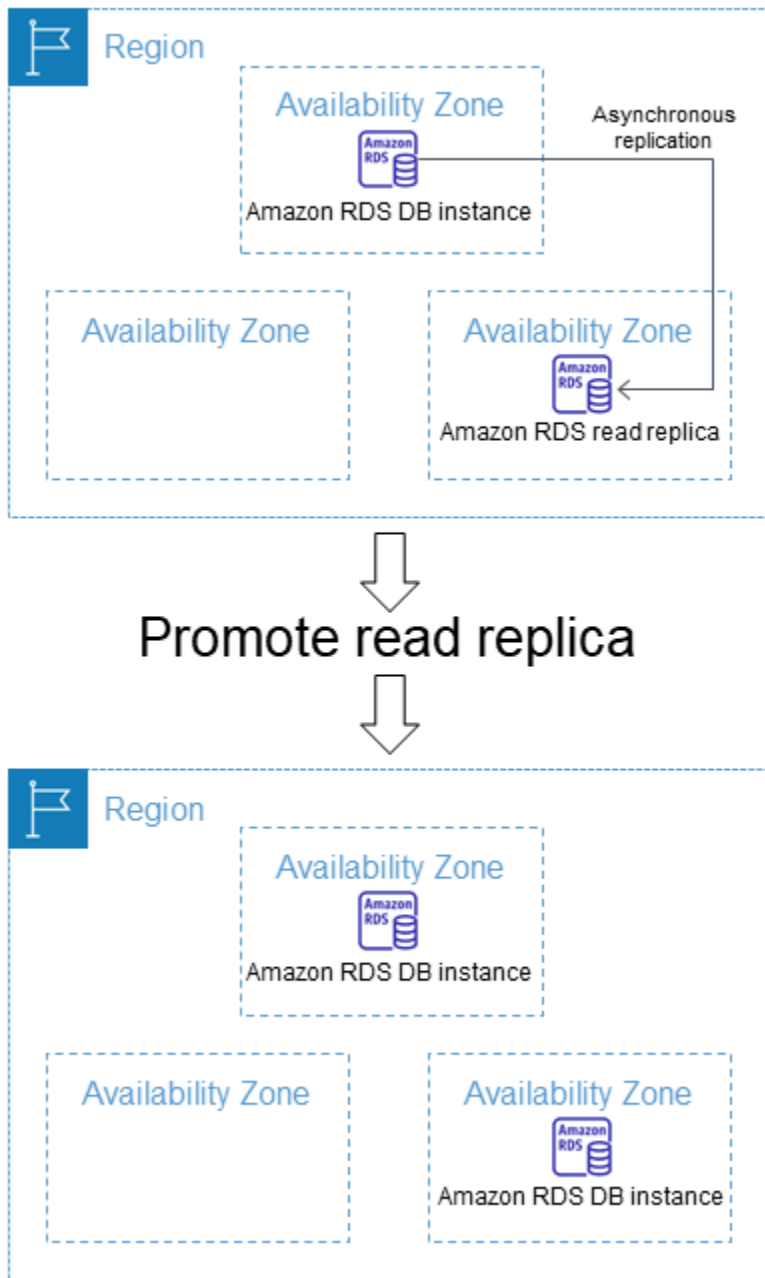 Region
Availability Zone
Asynchronous
replication
Amazon
RDS
Amazon RDS DB instance
Availability Zone
Availability Zone
Amazon
RDS
Amazon RDS read replica
Promote read replica
Region
Availability Zone
Amazon
RDS
Amazon RDS DB instance
Availability Zone
Availability Zone
Amazon
RDS
Amazon RDS DB instance